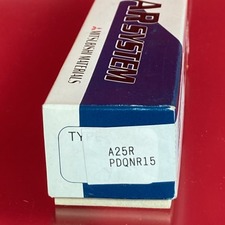 AR SYSTEM
MITSUBISHI MATERIALS
TY
A25R
PDQNR15